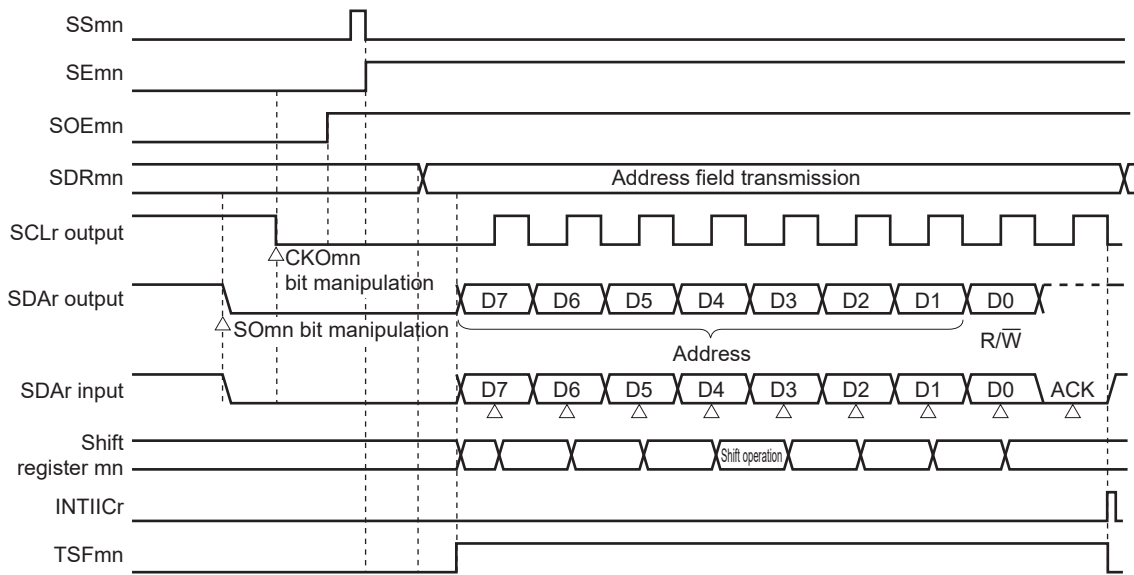 SSmn
SEmn
SOEmn
SDRmn
Address field transmission
SCLr output
CKOmn
bit manipulation
SDAr output
D7 D6 D5 D4 D3 D2 D1 D0
SOmn bit manipulation
Address
R/W̅
SDAr input
D7 D6 D5 D4 D3 D2 D1 D0 ACK
Shift
register mn
Shift operation
INTIICr
TSFmn